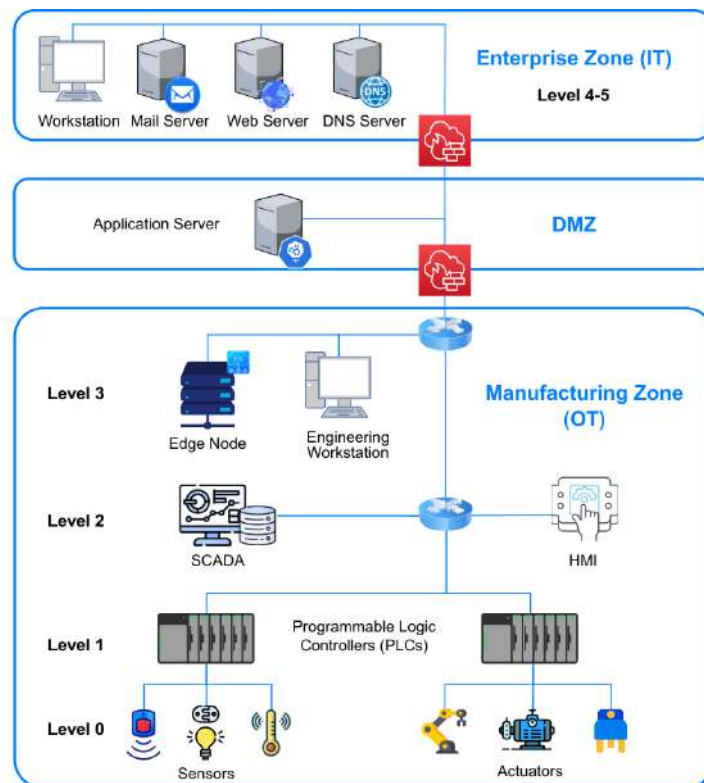 Enterprise Zone (IT)
Level 4-5
DNS
Workstation
Mail Server
Web Server
DNS Server
Application Server
DMZ
Level 3
Manufacturing Zone
(OT)
Edge Node
Engineering
Workstation
Level 2
SCADA
HMI
Level 1
Programmable Logic
Controllers (PLCs)
Level 0
Sensors
Actuators